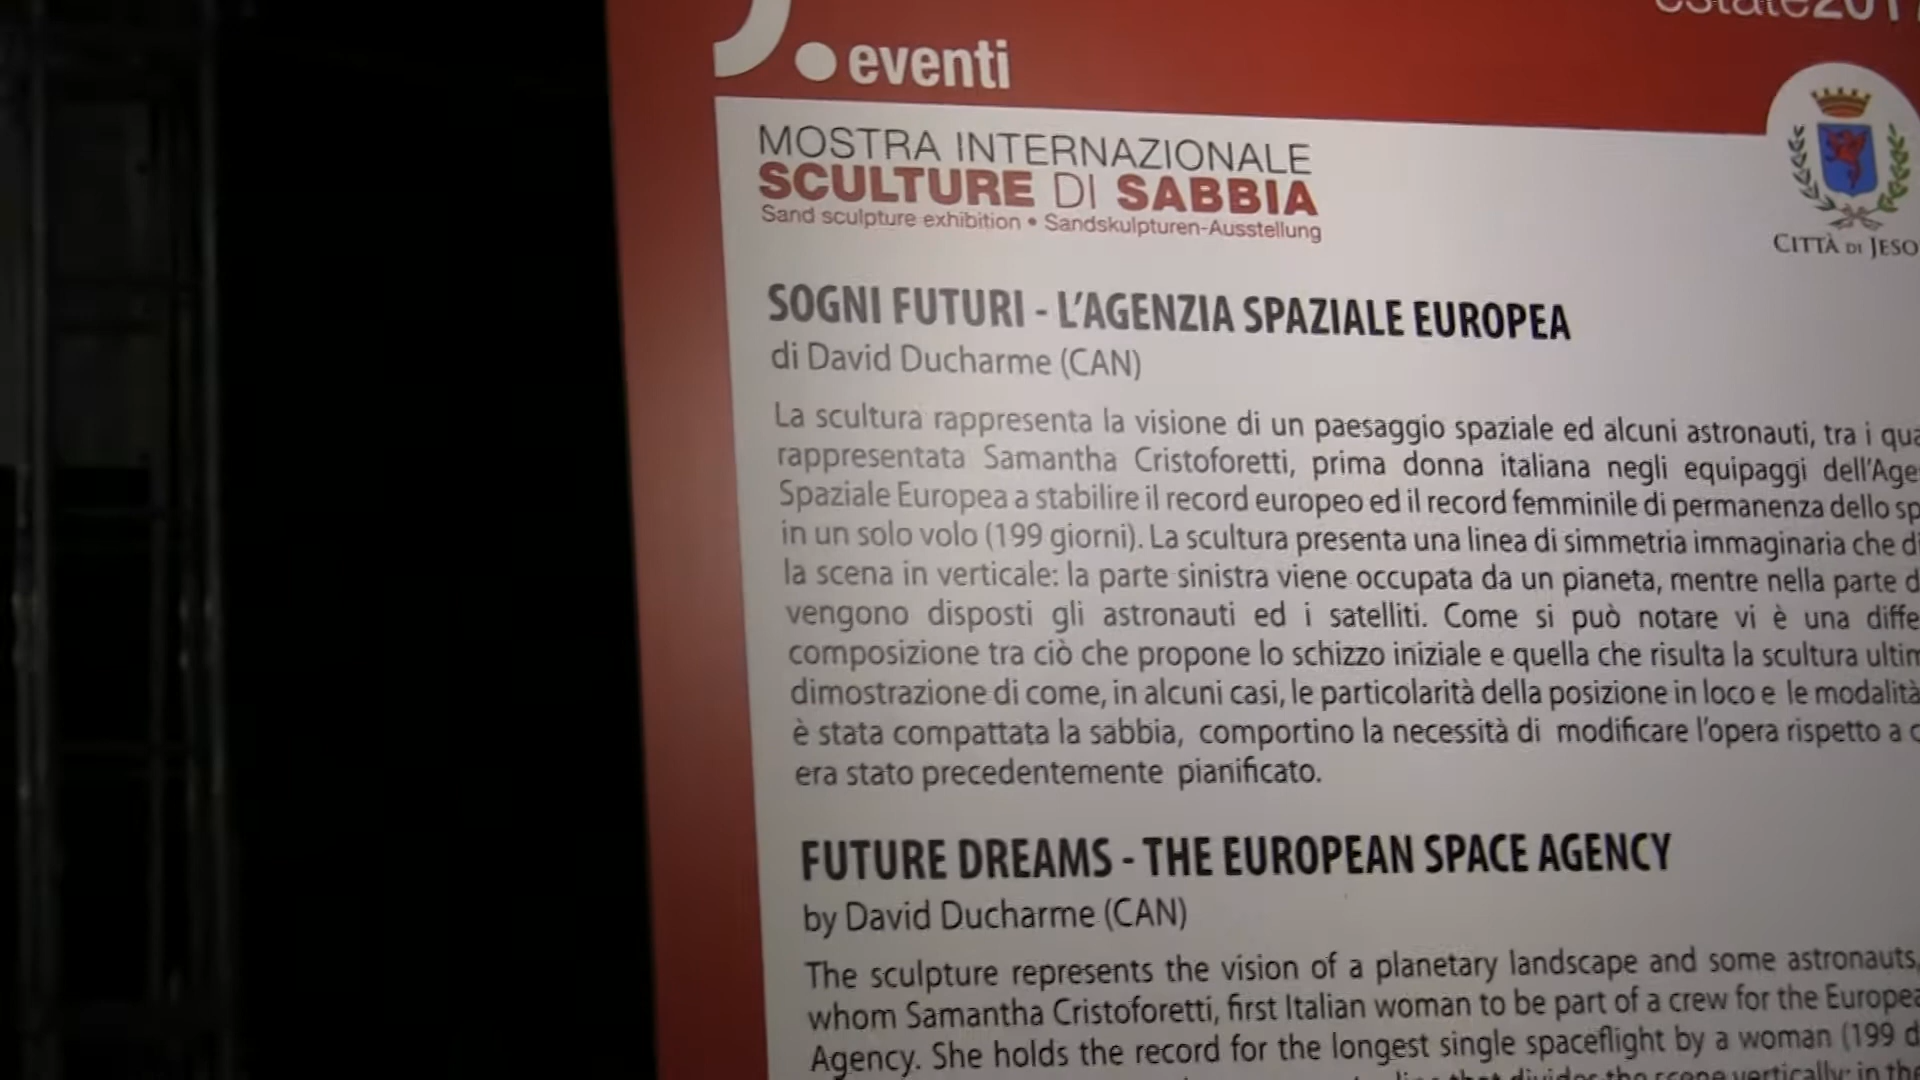 eventi
MOSTRA INTERNAZIONALE
SCULTURE DI SABBIA
Sand sculpture exhibition • Sandskulpturen-Ausstellung
CITTÀ DI JESO
SOGNI FUTURI - L'AGENZIA SPAZIALE EUROPEA
di David Ducharme (CAN)
La scultura rappresenta la visione di un paesaggio spaziale ed alcuni astronauti, tra i qua
rappresentata Samantha Cristoforetti, prima donna italiana negli equipaggi dell'Age
Spaziale Europea a stabilire il record europeo ed il record femminile di permanenza dello sp
in un solo volo (199 giorni). La scultura presenta una linea di simmetria immaginaria che di
la scena in verticale: la parte sinistra viene occupata da un pianeta, mentre nella parte d
vengono disposti gli astronauti ed i satelliti. Come si può notare vi è una diffe
composizione tra ciò che propone lo schizzo iniziale e quella che risulta la scultura ultim
dimostrazione di come, in alcuni casi, le particolarità della posizione in loco e le modalità
è stata compattata la sabbia, comportino la necessità di modificare l'opera rispetto a c
era stato precedentemente pianificato.
FUTURE DREAMS - THE EUROPEAN SPACE AGENCY
by David Ducharme (CAN)
The sculpture represents the vision of a planetary landscape and some astronauts,
whom Samantha Cristoforetti, first Italian woman to be part of a crew for the Europea
Agency. She holds the record for the longest single spaceflight by a woman (199 d
line that divides the scene vertically: in the